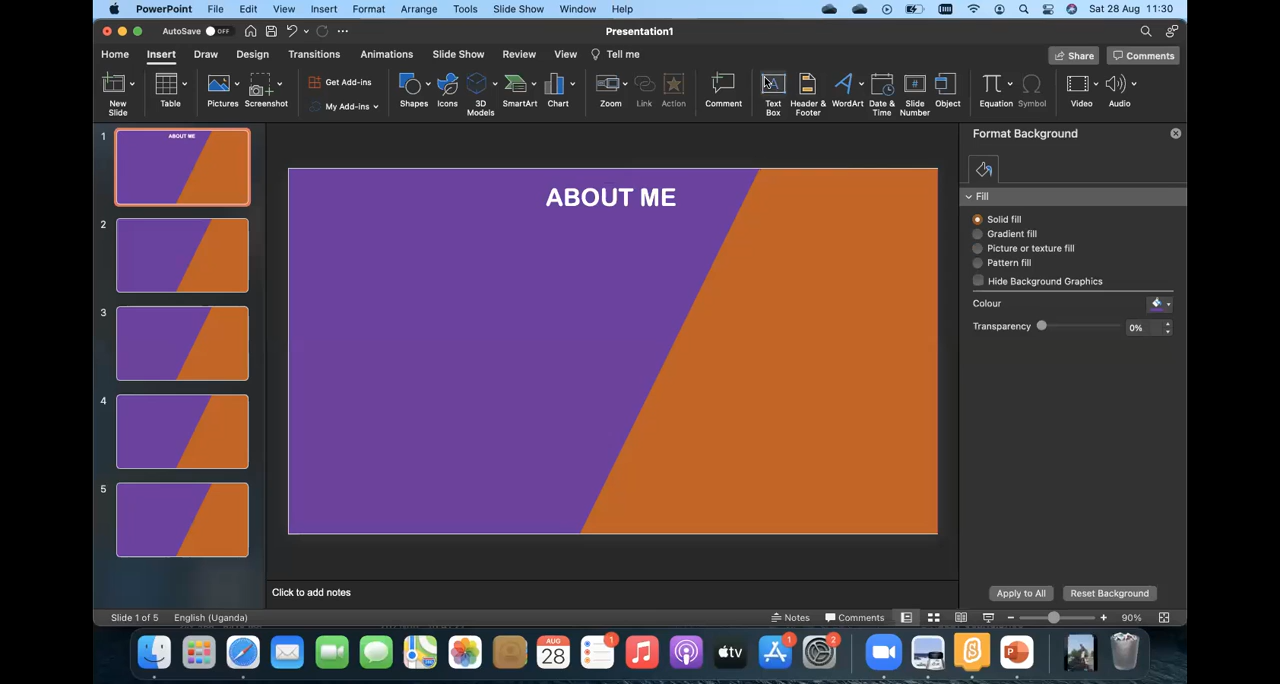 PowerPoint File Edit View Insert Format Arrange Tools Slide Show Window Help Sat 28 Aug 11:30
AutoSave OFF Presentation1
Home Insert Draw Design Transitions Animations Slide Show Review View Tell me Share Comments
New Slide
Table
Pictures
Screenshot
Get Add-ins
My Add-ins
Shapes
Icons
3D Models
SmartArt
Chart
Zoom
Link
Action
Comment
Text Box
Header & Footer
WordArt
Date & Time
Slide Number
Object
Equation
Symbol
Video
Audio
1
ABOUT ME
2
3
4
5
ABOUT ME
Click to add notes
Format Background
Fill
Solid fill
Gradient fill
Picture or texture fill
Pattern fill
Hide Background Graphics
Colour
Transparency 0%
Apply to All Reset Background
Slide 1 of 5 English (Uganda) Notes Comments 90%
AUG
28
1
tv
1
2